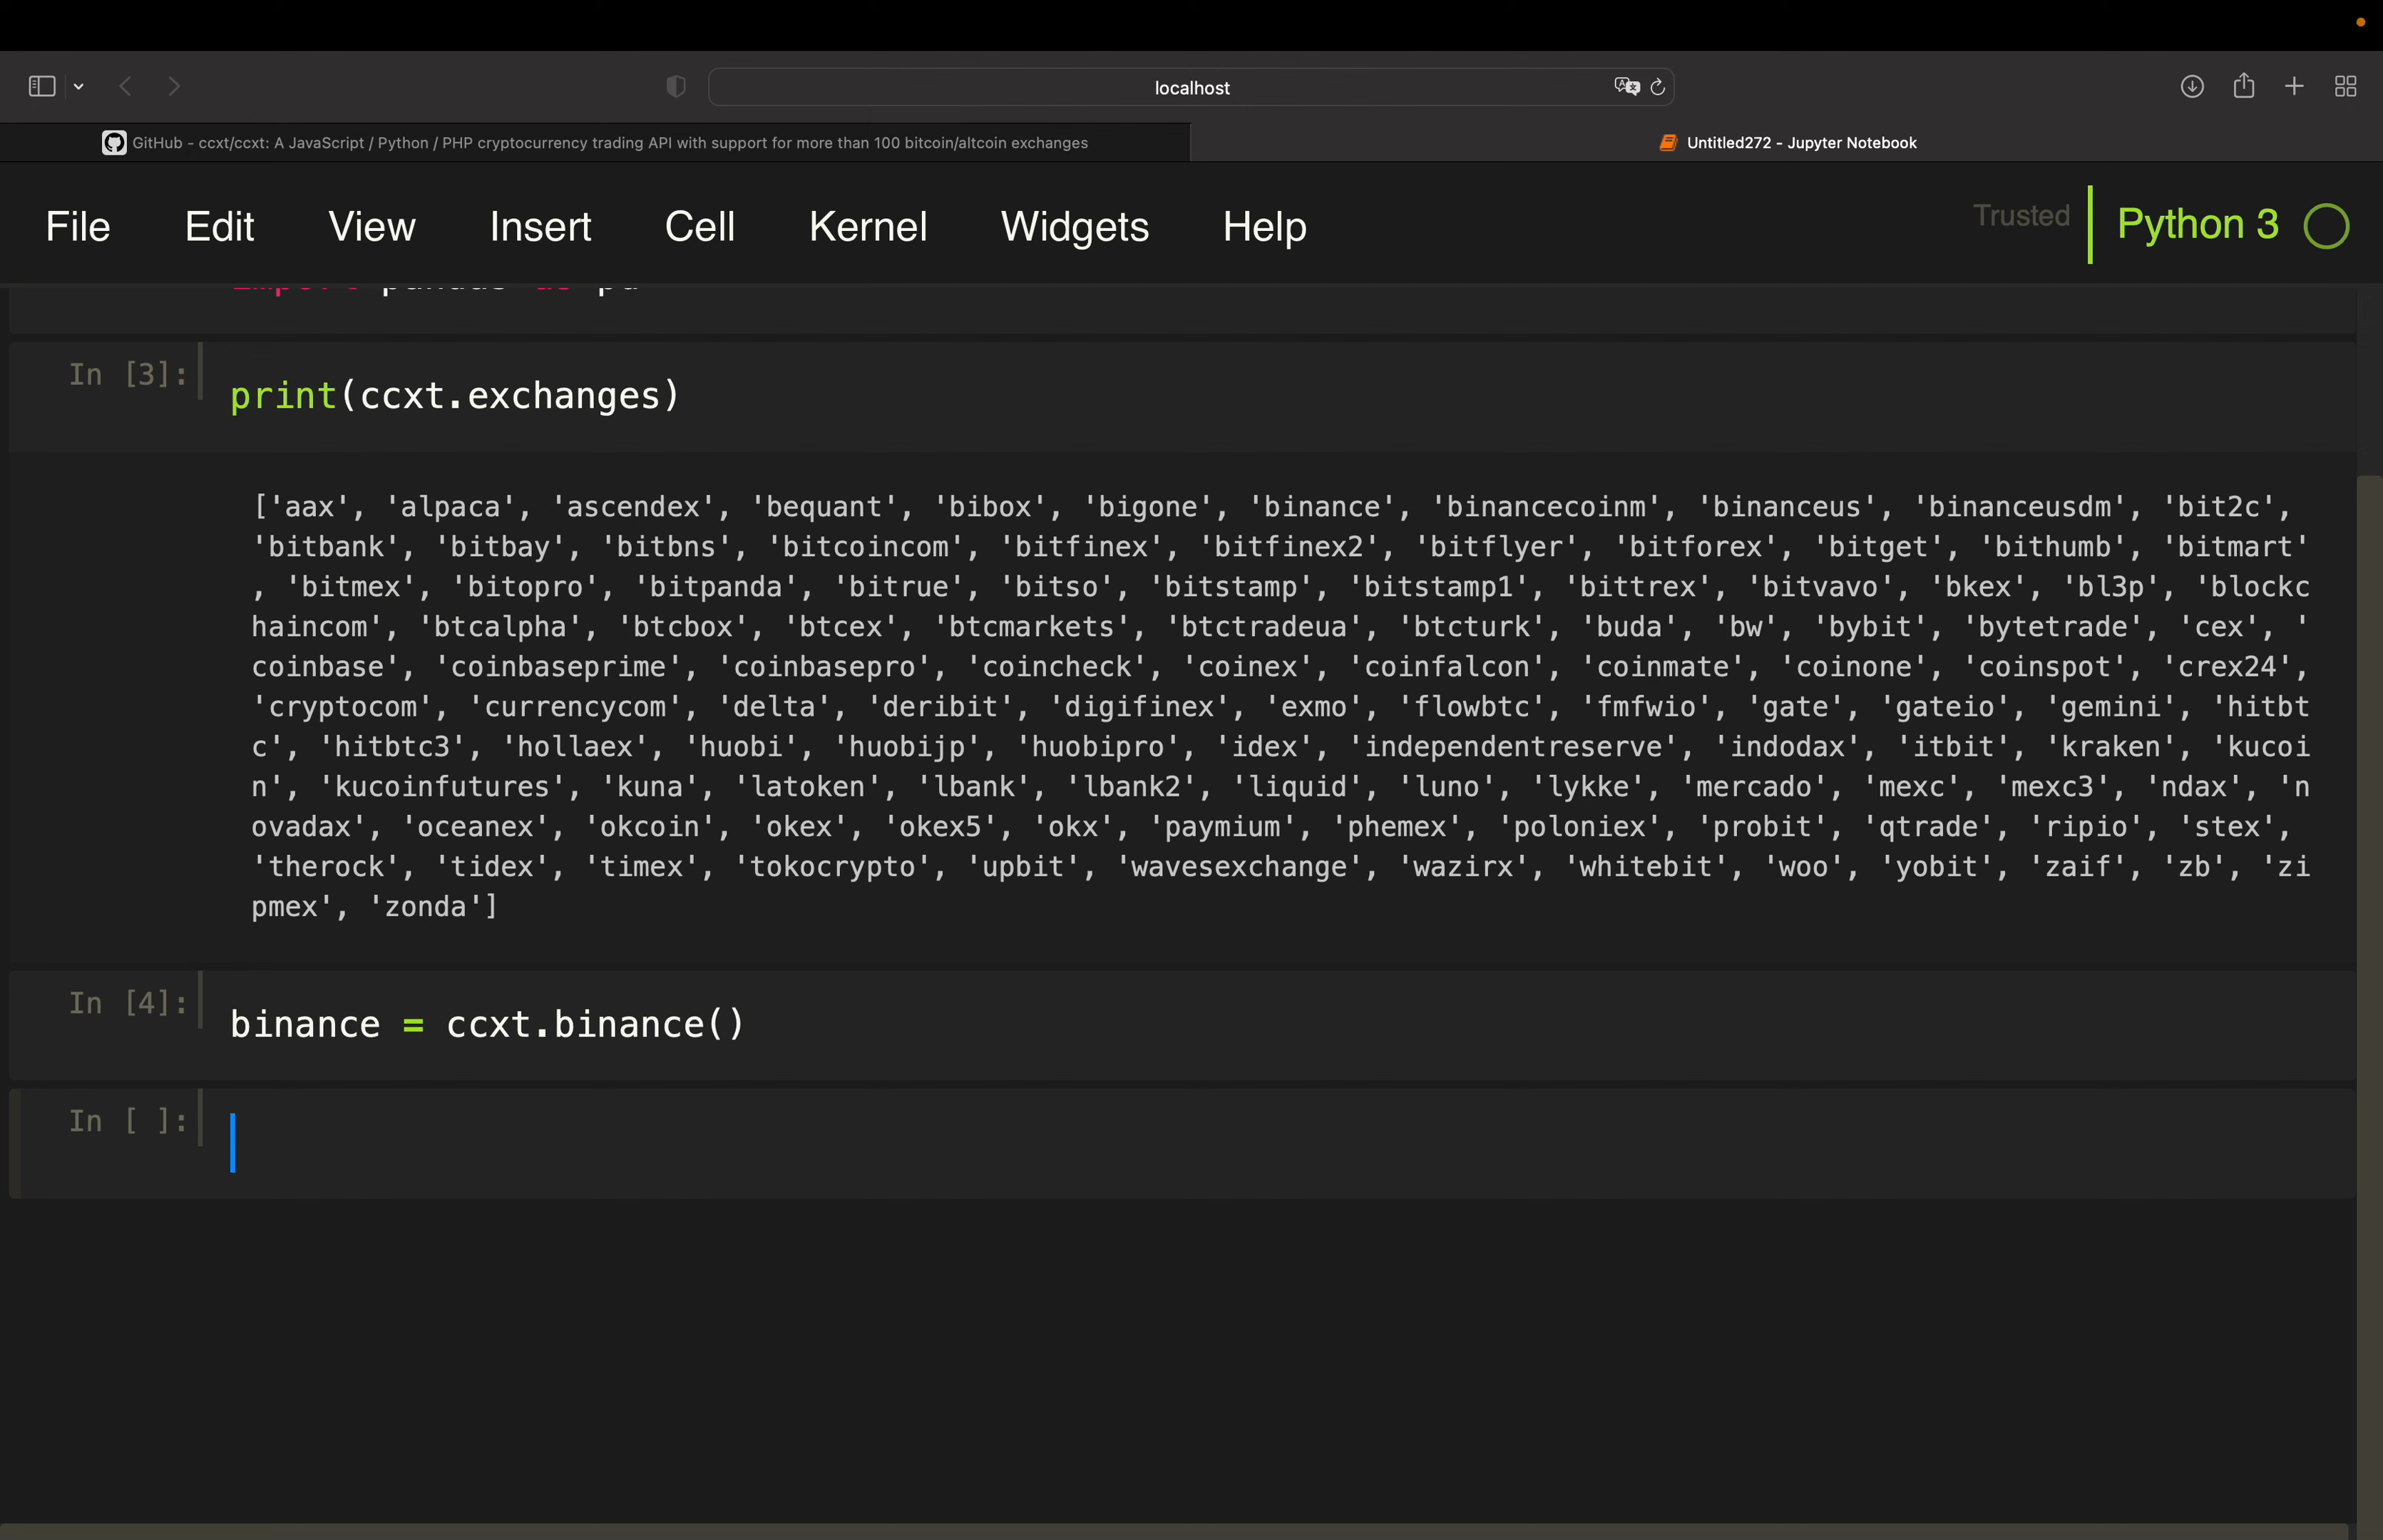 localhost
GitHub - ccxt/ccxt: A JavaScript / Python / PHP cryptocurrency trading API with support for more than 100 bitcoin/altcoin exchanges
Untitled272 - Jupyter Notebook
File Edit View Insert Cell Kernel Widgets Help Trusted Python 3
import pandas as pd
In [3]: print(ccxt.exchanges)
['aax', 'alpaca', 'ascendex', 'bequant', 'bibox', 'bigone', 'binance', 'binancecoinm', 'binanceus', 'binanceusdm', 'bit2c',
'bitbank', 'bitbay', 'bitbns', 'bitcoincom', 'bitfinex', 'bitfinex2', 'bitflyer', 'bitforex', 'bitget', 'bithumb', 'bitmart'
, 'bitmex', 'bitopro', 'bitpanda', 'bitrue', 'bitso', 'bitstamp', 'bitstamp1', 'bittrex', 'bitvavo', 'bkex', 'bl3p', 'blockc
haincom', 'btcalpha', 'btcbox', 'btcex', 'btcmarkets', 'btctradeua', 'btcturk', 'buda', 'bw', 'bybit', 'bytetrade', 'cex', '
coinbase', 'coinbaseprime', 'coinbasepro', 'coincheck', 'coinex', 'coinfalcon', 'coinmate', 'coinone', 'coinspot', 'crex24',
'cryptocom', 'currencycom', 'delta', 'deribit', 'digifinex', 'exmo', 'flowbtc', 'fmfwio', 'gate', 'gateio', 'gemini', 'hitbt
c', 'hitbtc3', 'hollaex', 'huobi', 'huobijp', 'huobipro', 'idex', 'independentreserve', 'indodax', 'itbit', 'kraken', 'kucoi
n', 'kucoinfutures', 'kuna', 'latoken', 'lbank', 'lbank2', 'liquid', 'luno', 'lykke', 'mercado', 'mexc', 'mexc3', 'ndax', 'n
ovadax', 'oceanex', 'okcoin', 'okex', 'okex5', 'okx', 'paymium', 'phemex', 'poloniex', 'probit', 'qtrade', 'ripio', 'stex',
'therock', 'tidex', 'timex', 'tokocrypto', 'upbit', 'wavesexchange', 'wazirx', 'whitebit', 'woo', 'yobit', 'zaif', 'zb', 'zi
pmex', 'zonda']
In [4]: binance = ccxt.binance()
In [ ]: